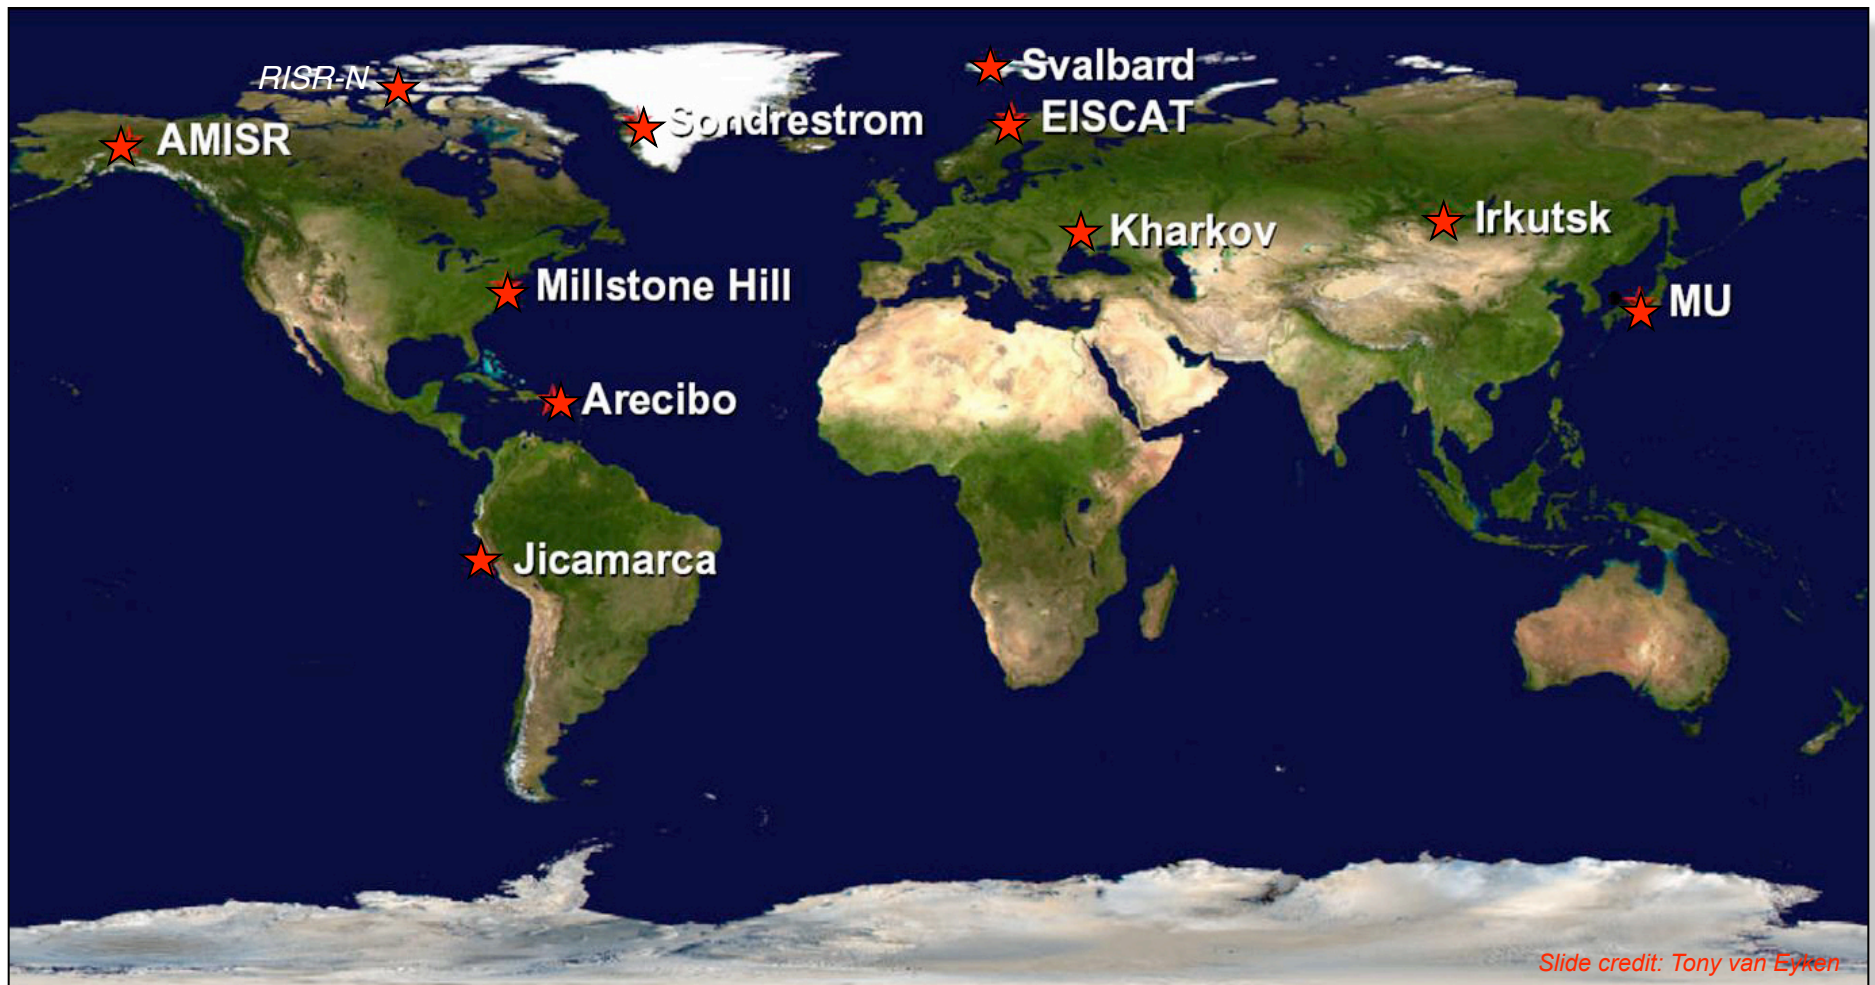 Svalbard
RISR-N
Sondrestrom
EISCAT
AMISR
Kharkov
Irkutsk
Millstone Hill
MU
Arecibo
Jicamarca
Slide credit: Tony van Eyken